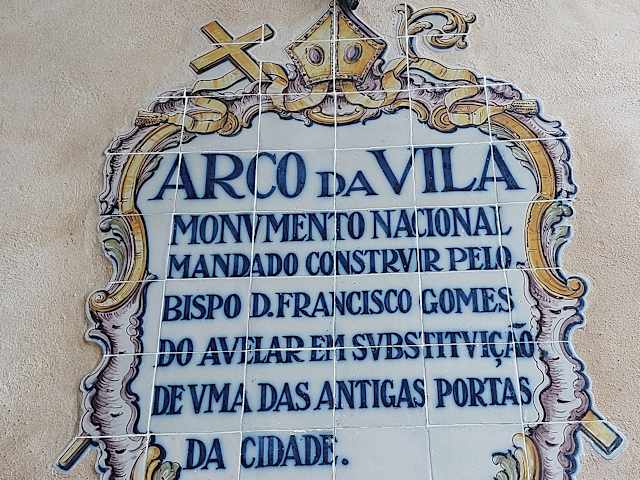 ARCO DA VILA
MONVMENTO NACIONAL
MANDADO CONSTRVIR PELO
BISPO D. FRANCISCO GOMES
DO AVELAR EM SVBSTITVIÇÃO
DE VMA DAS ANTIGAS PORTAS
DA CIDADE.